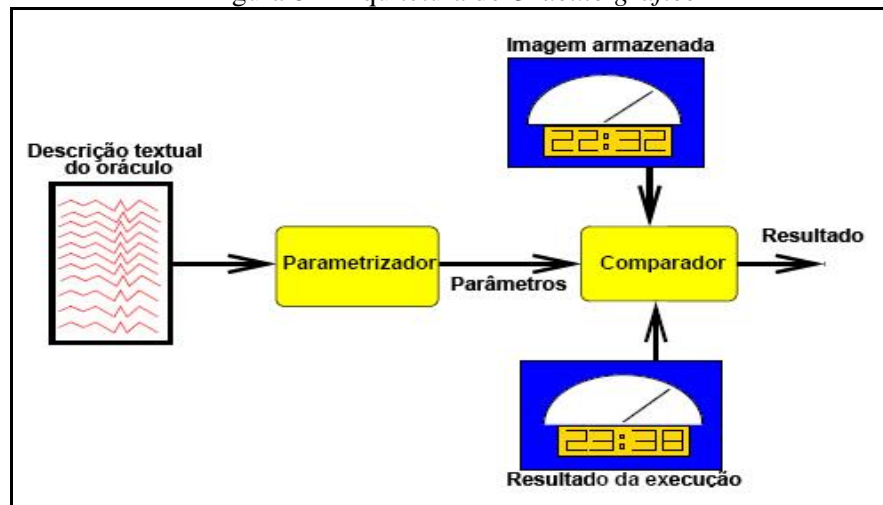 Imagem armazenada
22:32
Descrição textual
do oráculo
Parametrizador
Parâmetros
Comparador
Resultado
23:38
Resultado da execução